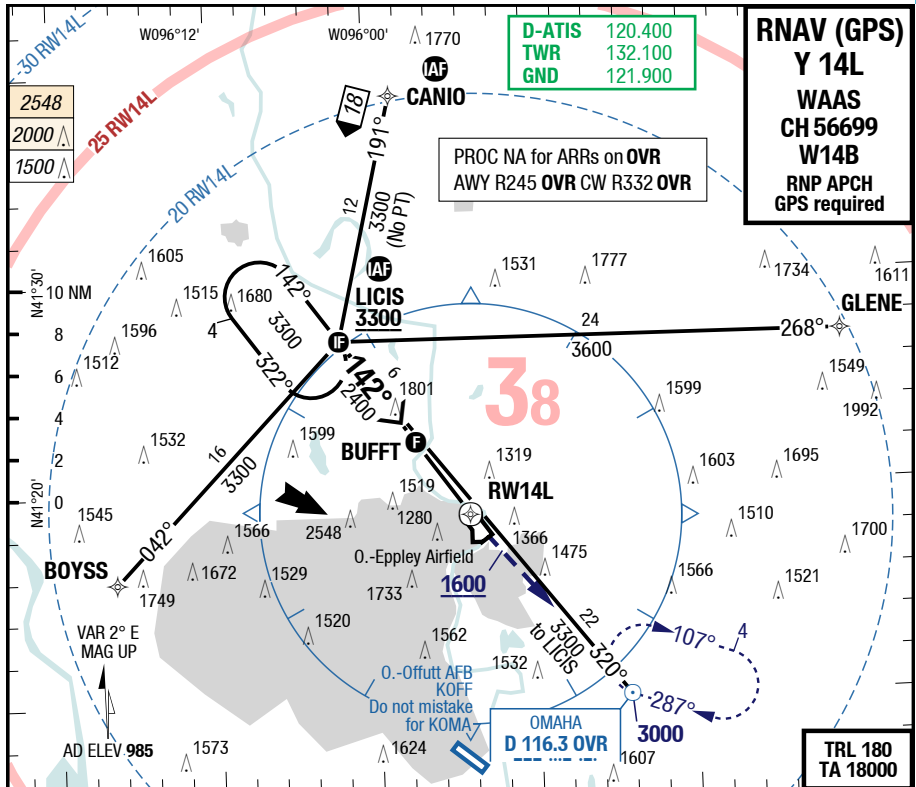 30 RW14L
W096°12'
W096°00'
1770
D-ATIS 120.400
TWR 132.100
GND 121.900
RNAV (GPS)
Y 14L
WAAS
CH 56699
W14B
RNP APCH
GPS required
IAF
CANIO
2548
2000
1500
25 RW14L
20 RW14L
18
191°
12
3300
(No PT)
PROC NA for ARRs on OVR
AWY R245 OVR CW R332 OVR
1605
1531
1777
1734
1611
N41°30'
10 NM
8
6
4
2
0
N41°20'
1515
1680
142°
3300
4
322°
IAF
LICIS
3300
IF
24
3600
268°
GLENE
1596
1512
142°
6
2400
1801
38
1549
1992
1599
1532
16
3300
042°
1599
BUFFT
F
1319
1603
1695
1519
RW14L
1545
1566
2548
1280
1366
1510
1700
BOYSS
1672
1529
O.-Eppley Airfield
1475
1749
1733
1600
1566
1521
VAR 2° E
MAG UP
1520
1562
22
3300
to LICIS
320°
107°
4
1532
287°
3000
O.-Offutt AFB
KOFF
Do not mistake
for KOMA
OMAHA
D 116.3 OVR
AD ELEV 985
1573
1624
1607
TRL 180
TA 18000